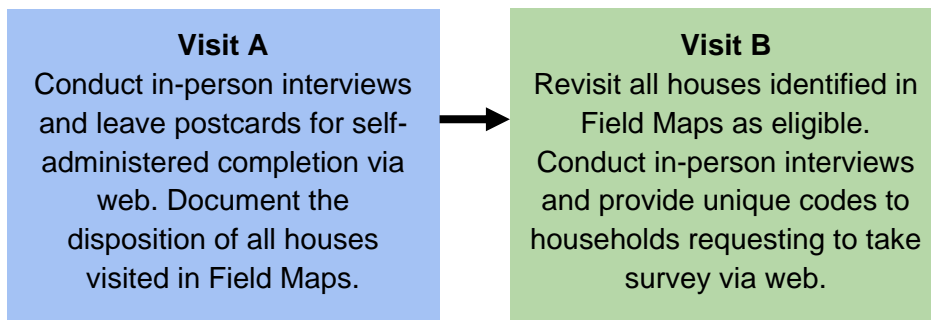 Visit A
Conduct in-person interviews
and leave postcards for self-
administered completion via
web. Document the
disposition of all houses
visited in Field Maps.
Visit B
Revisit all houses identified in
Field Maps as eligible.
Conduct in-person interviews
and provide unique codes to
households requesting to take
survey via web.